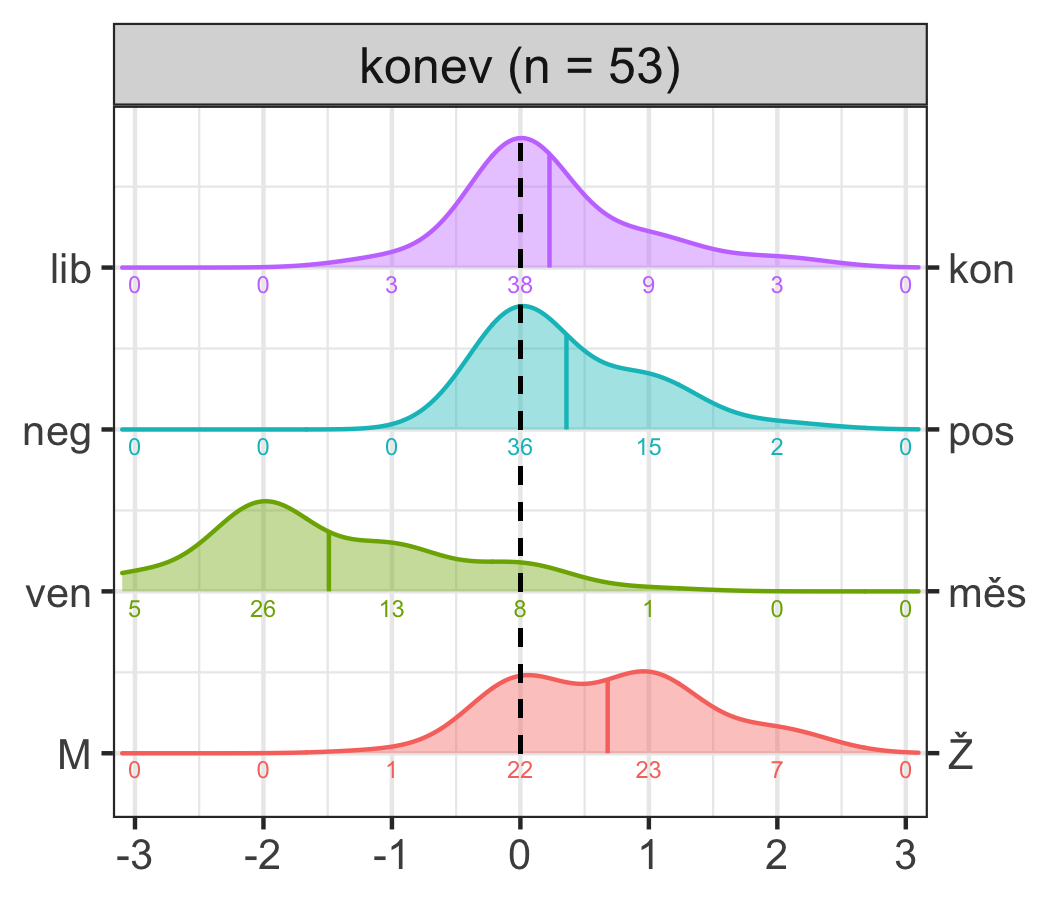 konev (n = 53)
lib kon
0 0 3 38 9 3 0
neg pos
0 0 0 36 15 2 0
ven měs
5 26 13 8 1 0 0
M Ž
0 0 1 22 23 7 0
-3 -2 -1 0 1 2 3